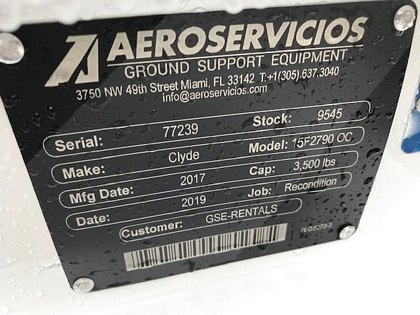 AEROSERVICIOS
GROUND SUPPORT EQUIPMENT
3750 NW 49th Street Miami, FL 33142 T:+1(305).637.3040
info@aeroservicios.com
Serial: 77239 Stock: 9545
Make: Clyde Model: 15F2790 OC
Mfg Date: 2017 Cap: 3,500 lbs
Date: 2019 Job: Recondition
Customer: GSE-RENTALS